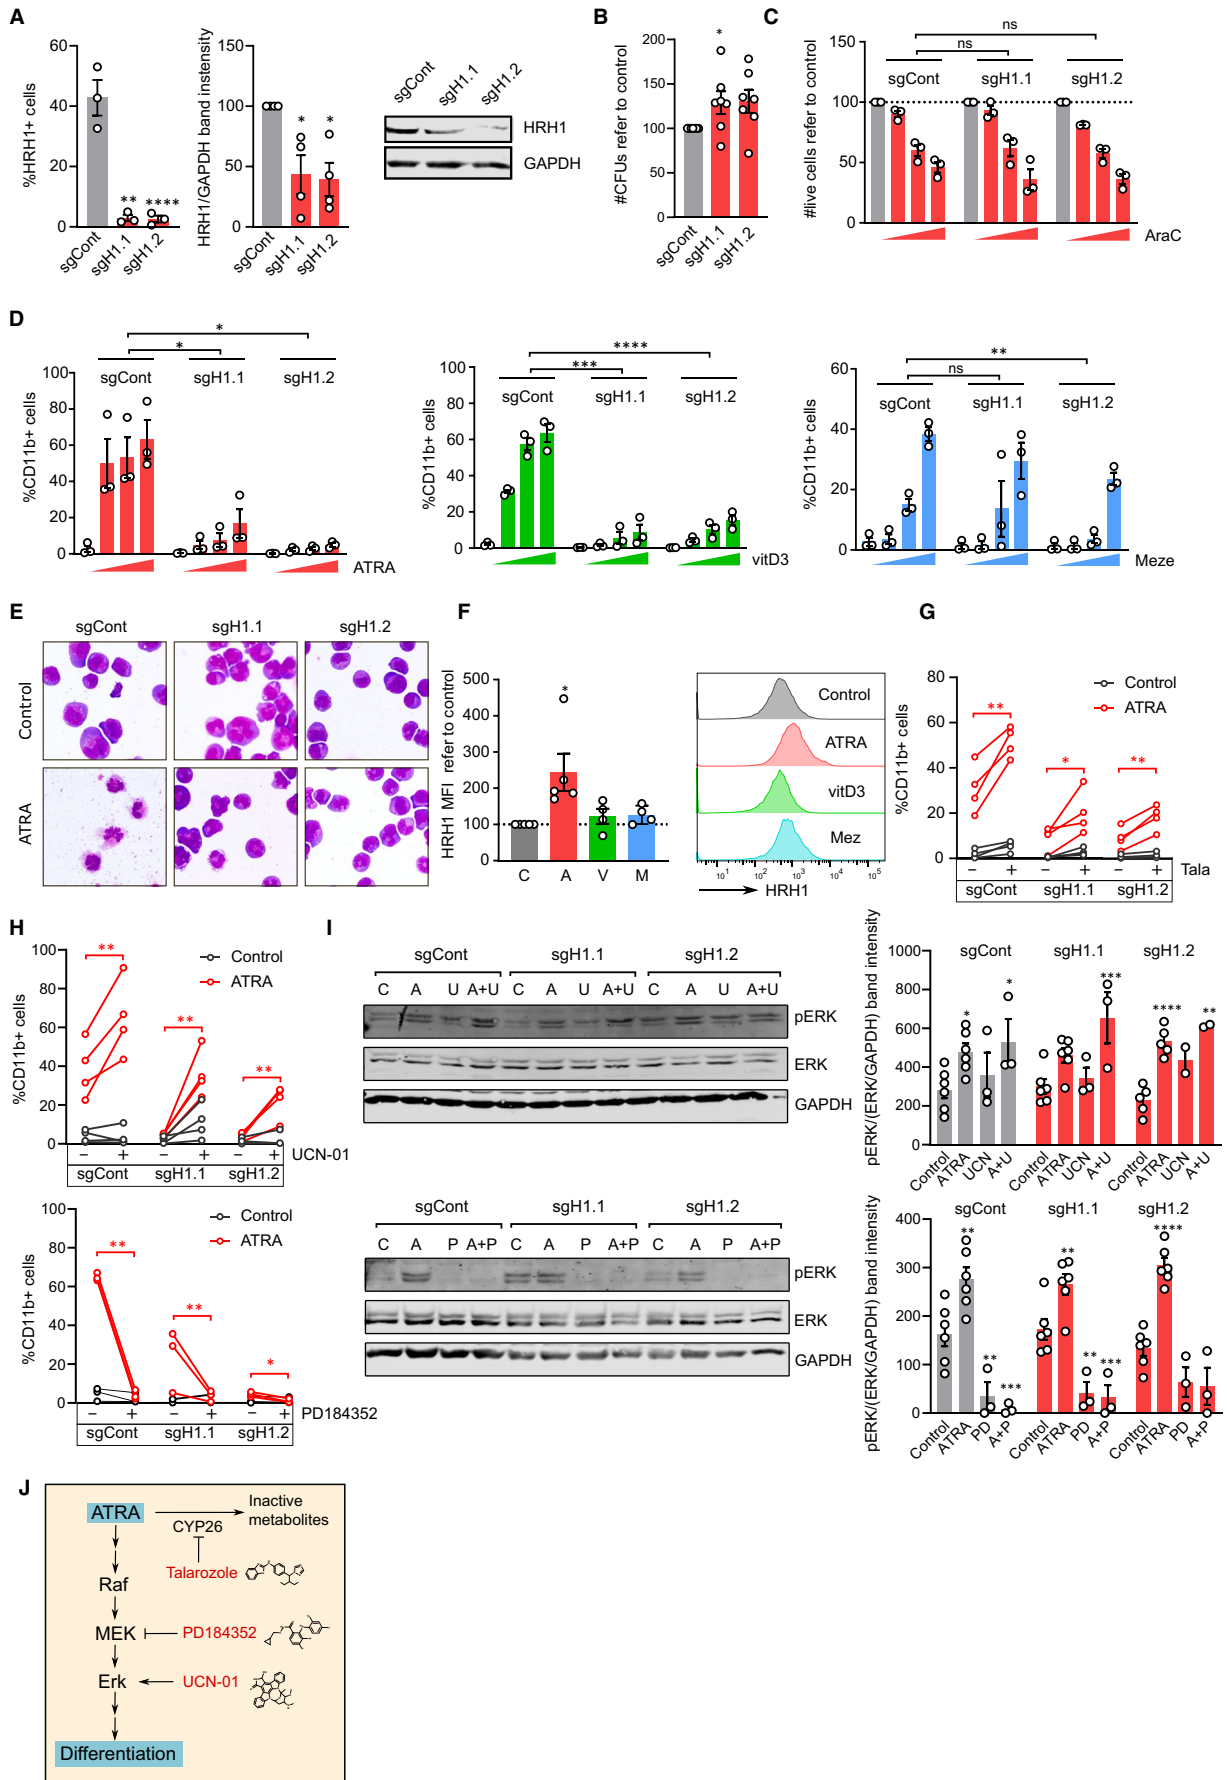 A
%HRH1+ cells
60
40
20
0
** ****
sgCont sgH1.1 sgH1.2
HRH1/GAPDH band instensity
150
100
50
0
* *
sgCont sgH1.1 sgH1.2
sgCont sgH1.1 sgH1.2
HRH1
GAPDH
B
#CFUs refer to control
200
150
100
50
0
*
sgCont sgH1.1 sgH1.2
C
#live cells refer to control
150
100
50
0
ns
ns
sgCont sgH1.1 sgH1.2
AraC
D
%CD11b+ cells
100
80
60
40
20
0
*
*
sgCont sgH1.1 sgH1.2
ATRA
%CD11b+ cells
100
80
60
40
20
0
****
***
sgCont sgH1.1 sgH1.2
vitD3
%CD11b+ cells
60
40
20
0
**
ns
sgCont sgH1.1 sgH1.2
Meze
E
sgCont sgH1.1 sgH1.2
Control
ATRA
F
HRH1 MFI refer to control
500
400
300
200
100
0
*
C A V M
Control
ATRA
vitD3
Mez
10^1 10^2 10^3 10^4 10^5
HRH1
G
%CD11b+ cells
80
60
40
20
0
Control
ATRA
** * **
− + − + − + Tala
sgCont sgH1.1 sgH1.2
H
%CD11b+ cells
100
80
60
40
20
0
Control
ATRA
** ** **
− + − + − + UCN-01
sgCont sgH1.1 sgH1.2
%CD11b+ cells
100
80
60
40
20
0
Control
ATRA
** ** *
− + − + − + PD184352
sgCont sgH1.1 sgH1.2
I
sgCont sgH1.1 sgH1.2
C A U A+U C A U A+U C A U A+U
pERK
ERK
GAPDH
pERK/(ERK/GAPDH) band intensity
1000
800
600
400
200
0
sgCont sgH1.1 sgH1.2
* * *** **** **
Control ATRA UCN A+U Control ATRA UCN A+U Control ATRA UCN A+U
sgCont sgH1.1 sgH1.2
C A P A+P C A P A+P C A P A+P
pERK
ERK
GAPDH
pERK/(ERK/GAPDH) band intensity
400
300
200
100
0
sgCont sgH1.1 sgH1.2
** ** *** ** ** *** ****
Control ATRA PD A+P Control ATRA PD A+P Control ATRA PD A+P
J
ATRA
Inactive
metabolites
CYP26
Talarozole
Raf
MEK
PD184352
Erk
UCN-01
Differentiation